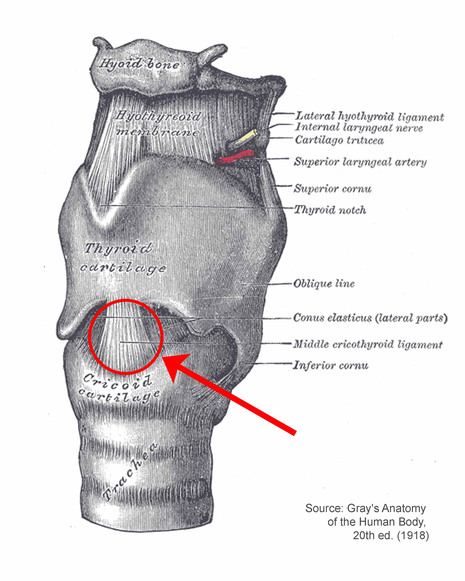 Hyoid bone
Hyothyreoid
membrane
Lateral hyothyroid ligament
Internal laryngeal nerve
Cartilago triticea
Superior laryngeal artery
Superior cornu
Thyroid notch
Thyroid
cartilage
Oblique line
Conus elasticus (lateral parts)
Middle cricothyroid ligament
Inferior cornu
Cricoid
cartilage
Trachea
Source: Gray's Anatomy
of the Human Body,
20th ed. (1918)